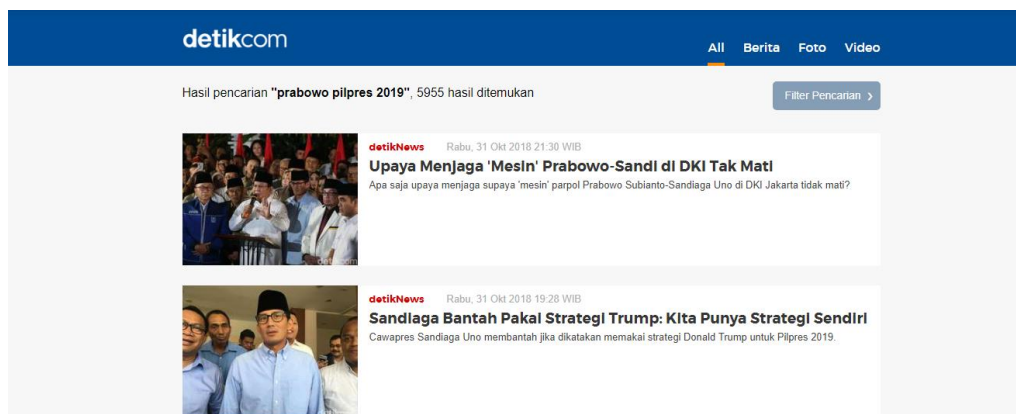 detikcom
All Berita Foto Video
Hasil pencarian "prabowo pilpres 2019", 5955 hasil ditemukan
Filter Pencarian >
detikNews Rabu, 31 Okt 2018 21:30 WIB
Upaya Menjaga 'Mesin' Prabowo-Sandi di DKI Tak Mati
Apa saja upaya menjaga supaya 'mesin' parpol Prabowo Subianto-Sandiaga Uno di DKI Jakarta tidak mati?
detikcom
detikNews Rabu, 31 Okt 2018 19:28 WIB
Sandiaga Bantah Pakai Strategi Trump: Kita Punya Strategi Sendiri
Cawapres Sandiaga Uno membantah jika dikatakan memakai strategi Donald Trump untuk Pilpres 2019.